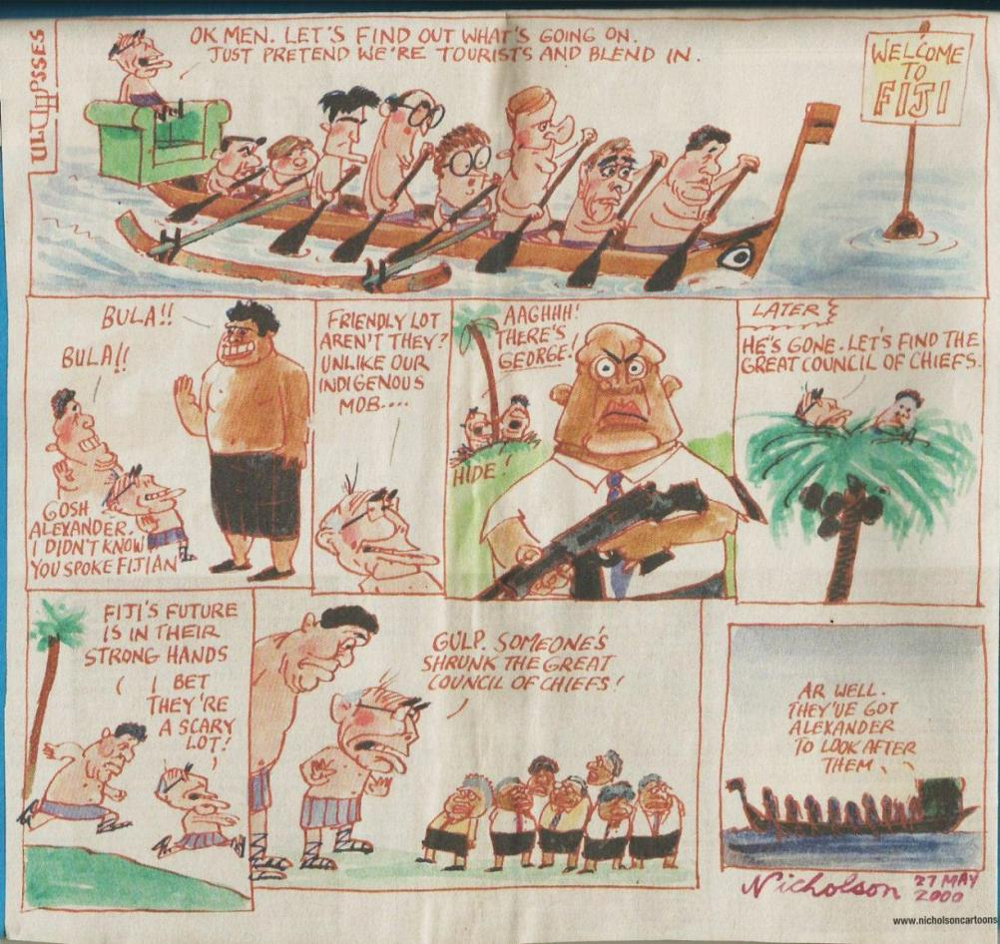 OK MEN. LET'S FIND OUT WHAT'S GOING ON.
JUST PRETEND WE'RE TOURISTS AND BLEND IN.
WELCOME
TO
FIJI
BULA!!
BULA!!
GOSH
ALEXANDER.
I DIDN'T KNOW
YOU SPOKE FIJIAN
FRIENDLY LOT
AREN'T THEY?
UNLIKE OUR
INDIGENOUS
MOB....
AAGHHH!
THERE'S
GEORGE!
HIDE!
LATER
HE'S GONE. LET'S FIND THE
GREAT COUNCIL OF CHIEFS.
FIJI'S FUTURE
IS IN THEIR
STRONG HANDS
I BET
THEY'RE
A SCARY
LOT!
GULP. SOMEONE'S
SHRUNK THE GREAT
COUNCIL OF CHIEFS!
AR WELL.
THEY'VE GOT
ALEXANDER
TO LOOK AFTER
THEM.
Nicholson 27 MAY
2000
www.nicholsoncartoons